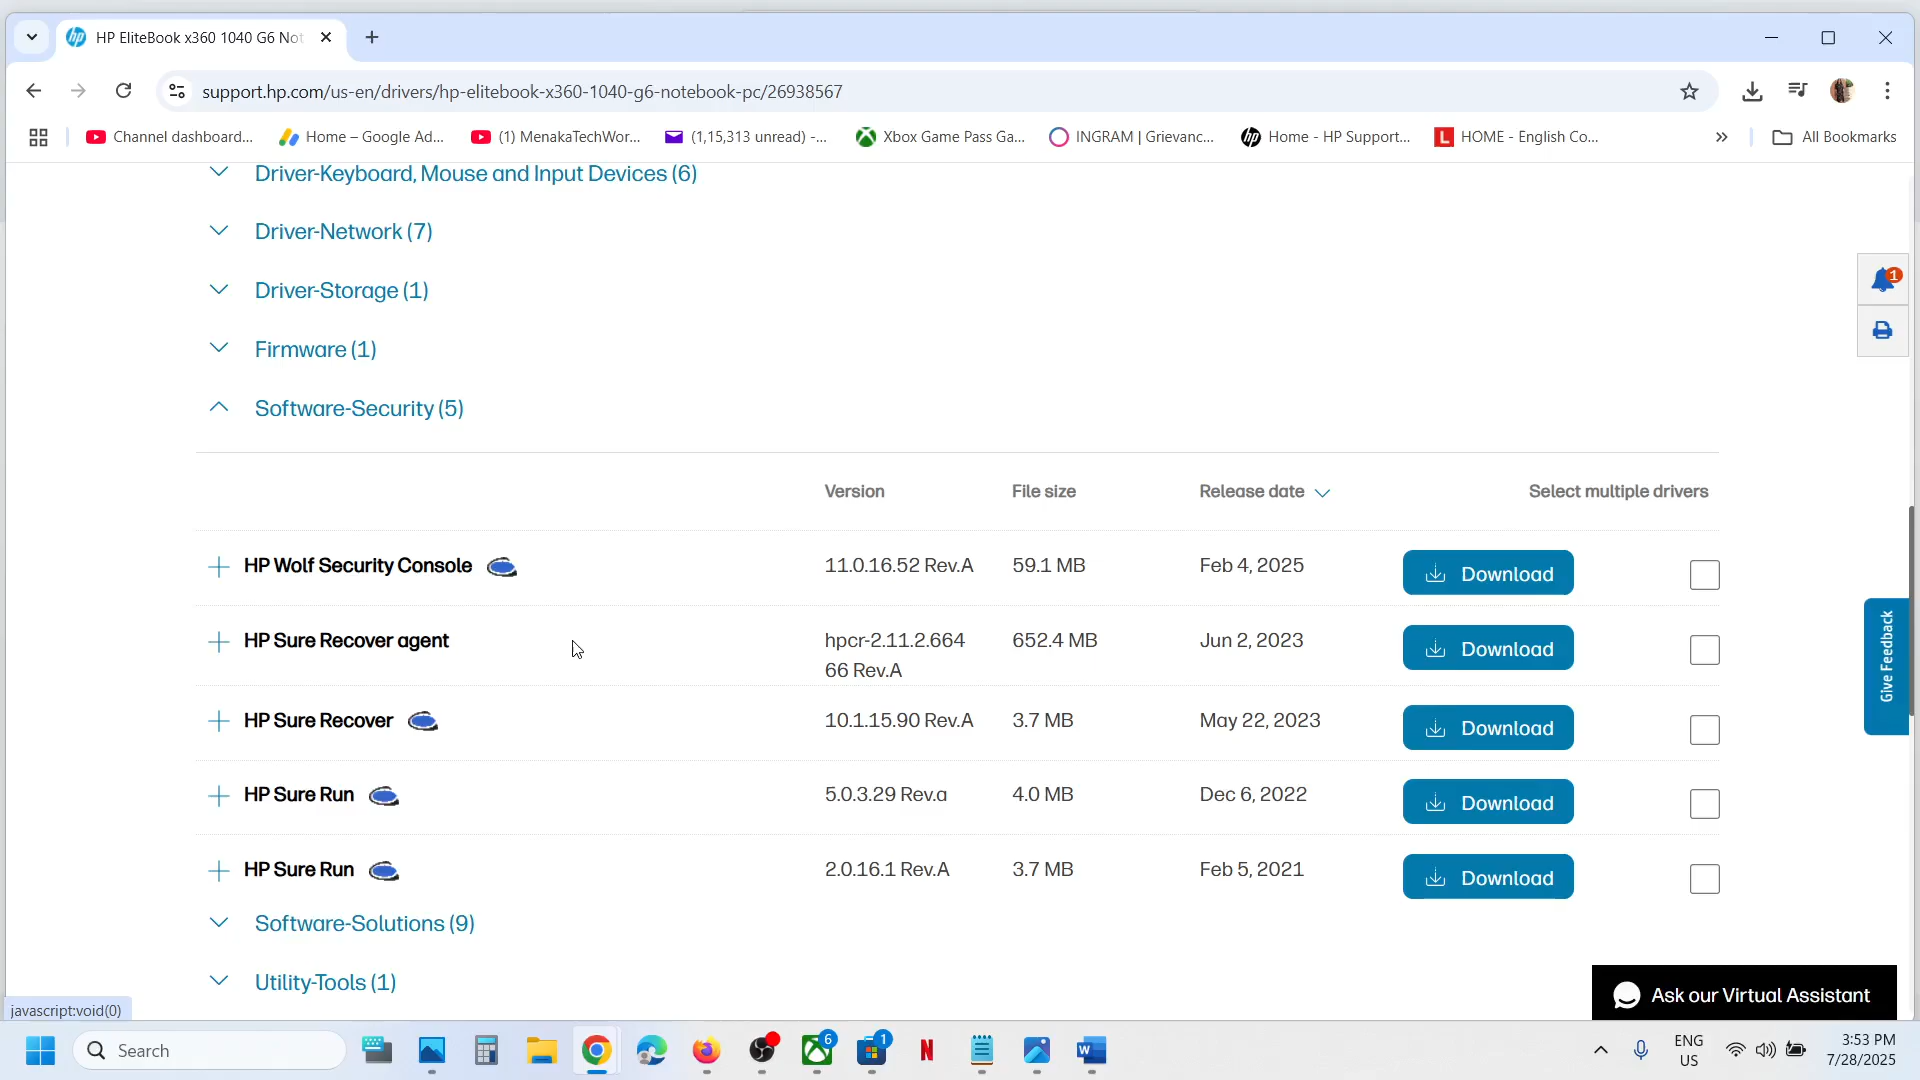 HP EliteBook x360 1040 G6 Not
support.hp.com/us-en/drivers/hp-elitebook-x360-1040-g6-notebook-pc/26938567
Channel dashboard...
Home – Google Ad...
(1) MenakaTechWor...
(1,15,313 unread) -...
Xbox Game Pass Ga...
INGRAM | Grievanc...
Home - HP Support...
HOME - English Co...
»
All Bookmarks
Driver-Keyboard, Mouse and Input Devices (6)
Driver-Network (7)
Driver-Storage (1)
1
Firmware (1)
Software-Security (5)
Version File size Release date Select multiple drivers
HP Wolf Security Console 11.0.16.52 Rev.A 59.1 MB Feb 4, 2025 Download
HP Sure Recover agent hpcr-2.11.2.664 652.4 MB Jun 2, 2023 Download
66 Rev.A
HP Sure Recover 10.1.15.90 Rev.A 3.7 MB May 22, 2023 Download
HP Sure Run 5.0.3.29 Rev.a 4.0 MB Dec 6, 2022 Download
HP Sure Run 2.0.16.1 Rev.A 3.7 MB Feb 5, 2021 Download
Give Feedback
Software-Solutions (9)
Utility-Tools (1)
Ask our Virtual Assistant
javascript:void(0)
Search
6
1
ENG
US
3:53 PM
7/28/2025